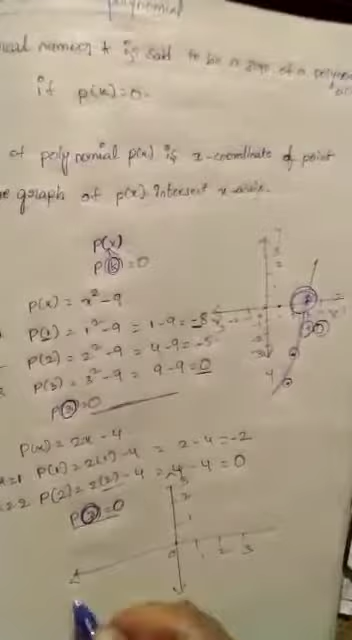 polynomial
number k is said to be a zero of a
if p(k)=0.
of polynomial p(x) is x-coordinate of point
graph of p(x) intersect x-axis.
p(x)
p(k)=0
p(x) = x²-9
p(1) = 1²-9 = 1-9 = -8
p(2) = 2²-9 = 4-9 = -5
p(3) = 3²-9 = 9-9 = 0
p(3)=0
p(x) = 2x-4
p(1) = 2(1)-4 = 2-4 = -2
p(2) = 2(2)-4 = 4-4 = 0
p(2)=0
0 1 2 3